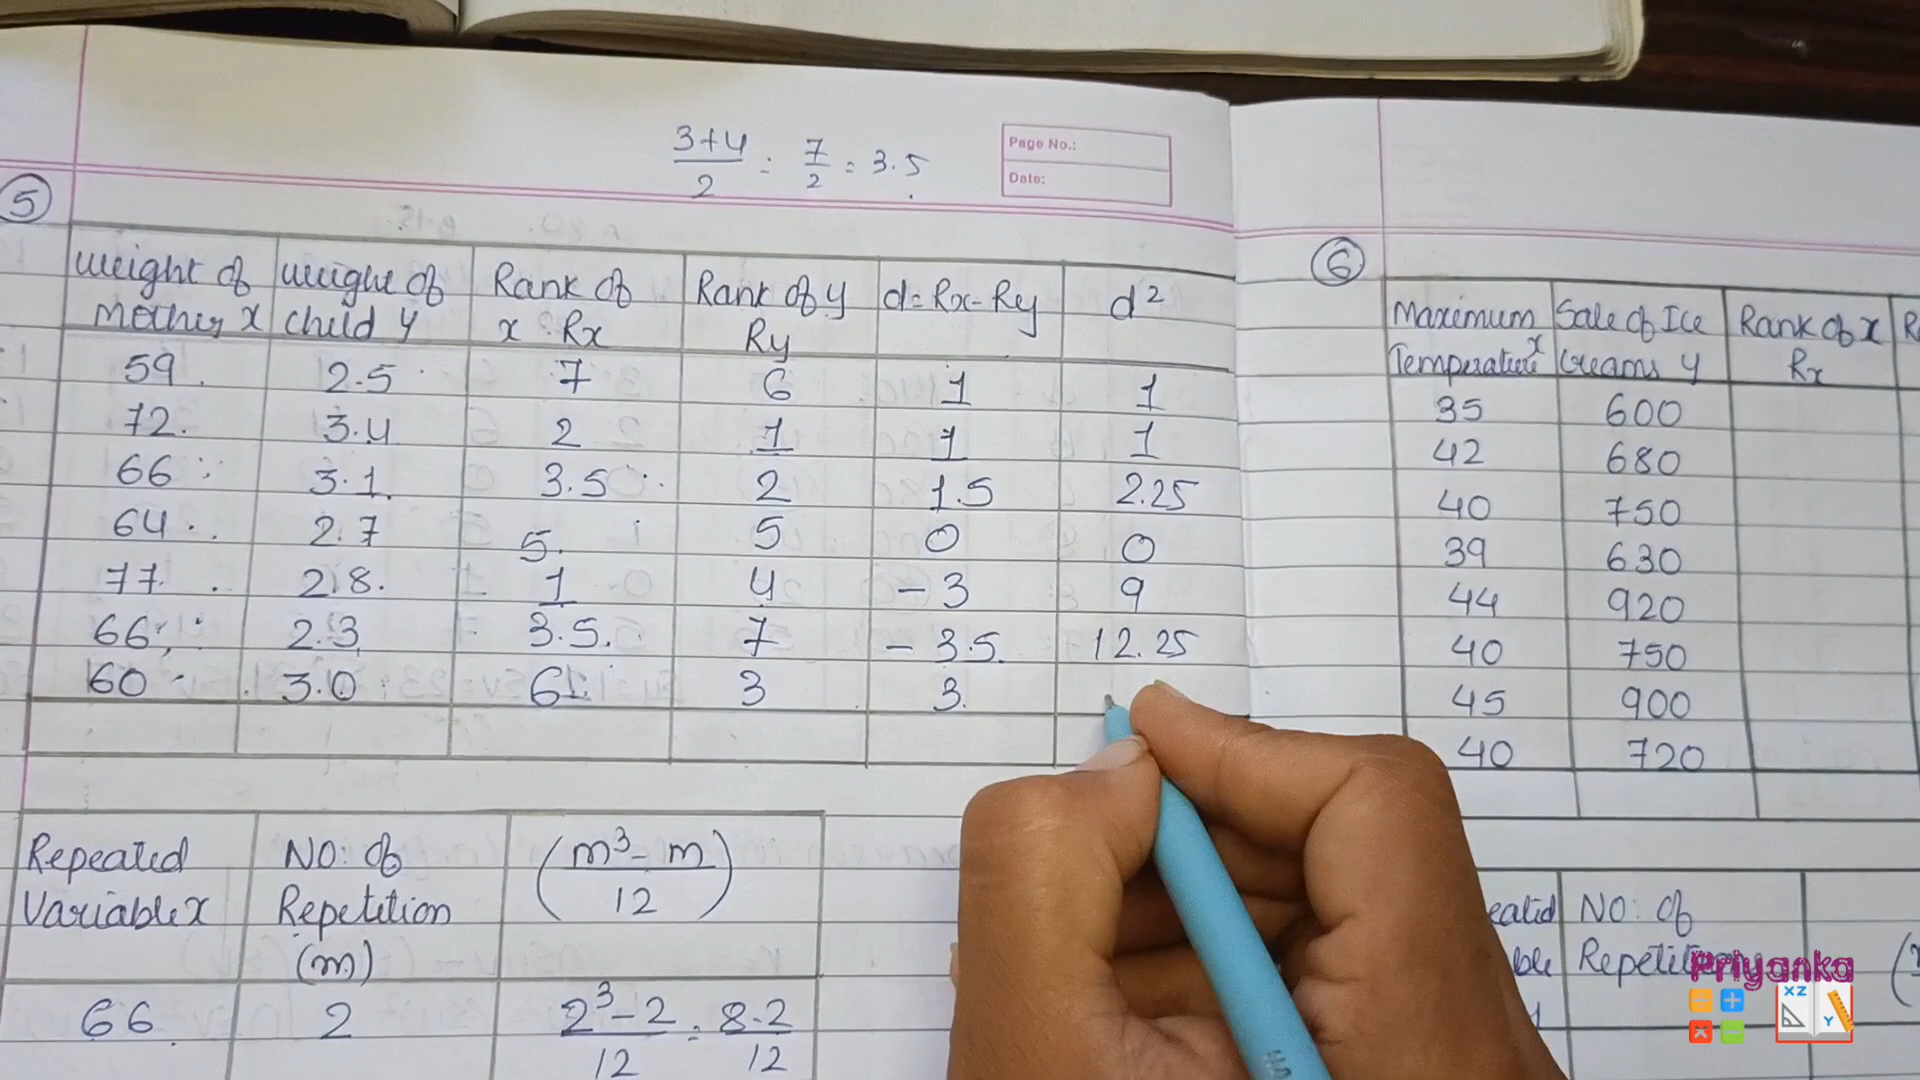 3+4/2 = 7/2 = 3.5
Page No.:
Date:
5
Weight of Mother x | Weight of child y | Rank of x Rx | Rank of y Ry | d=Rx-Ry | d²
59 | 2.5 | 7 | 6 | 1 | 1
72 | 3.4 | 2 | 1 | 1 | 1
66 | 3.1 | 3.5 | 2 | 1.5 | 2.25
64 | 2.7 | 5 | 5 | 0 | 0
77 | 2.8 | 1 | 4 | -3 | 9
66 | 2.3 | 3.5 | 7 | -3.5 | 12.25
60 | 3.0 | 6 | 3 | 3
Repeated Variable x | No: of Repetition (m) | (m³-m/12)
66 | 2 | 2³-2/12 = 8-2/12
6
Maximum Temperature x | Sale of Ice Creams y | Rank of x Rx | R
35 | 600
42 | 680
40 | 750
39 | 630
44 | 920
40 | 750
45 | 900
40 | 720
No: of
Priyanka
XZ
Y